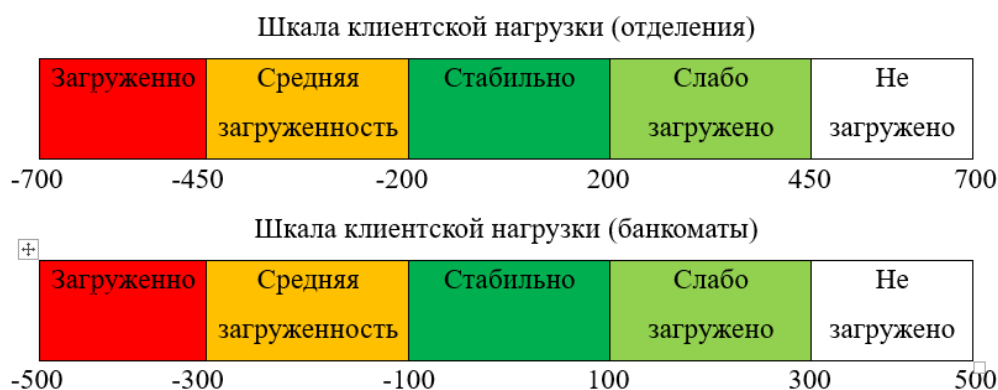 Шкала клиентской нагрузки (отделения)
Загруженно Средняя Стабильно Слабо Не
загруженность загружено загружено
-700 -450 -200 200 450 700
Шкала клиентской нагрузки (банкоматы)
Загруженно Средняя Стабильно Слабо Не
загруженность загружено загружено
-500 -300 -100 100 300 500